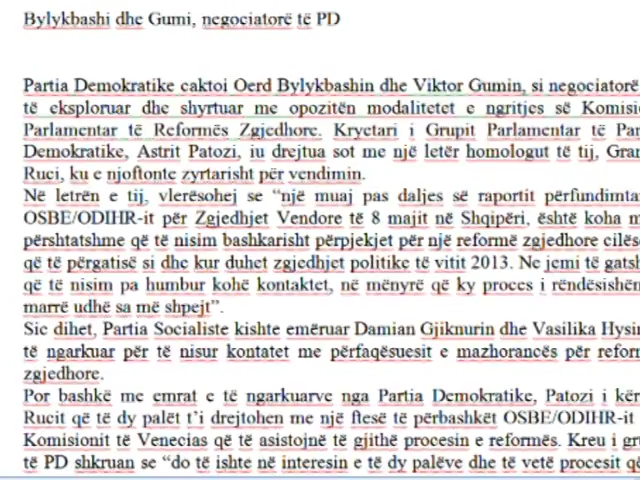 Bylykbashi dhe Gumi, negociatorë të PD
Partia Demokratike caktoi Oerd Bylykbashin dhe Viktor Gumin, si negociatorë
të eksploruar dhe shyrtuar me opozitën modalitetet e ngritjes së Komisio
Parlamentar të Reformës Zgjedhore. Kryetari i Grupit Parlamentar të Par
Demokratike, Astrit Patozi, iu drejtua sot me një letër homologut të tij, Gram
Ruci, ku e njoftonte zyrtarisht për vendimin.
Në letrën e tij, vlerësohej se “një muaj pas daljes së raportit përfundimta
OSBE/ODIHR-it për Zgjedhjet Vendore të 8 majit në Shqipëri, është koha m
përshtatshme që të nisim bashkarisht përpjekjet për një reformë zgjedhore cilëso
që të përgatisë si dhe kur duhet zgjedhjet politike të vitit 2013. Ne jemi të gatsh
që të nisim pa humbur kohë kontaktet, në mënyrë që ky proces i rëndësishëm
marrë udhë sa më shpejt”.
Siç dihet, Partia Socialiste kishte emëruar Damian Gjiknurin dhe Vasilika Hysin
të ngarkuar për të nisur kontatet me përfaqësuesit e mazhorancës për reform
zgjedhore.
Por bashkë me emrat e të ngarkuarve nga Partia Demokratike, Patozi i kër
Rucit që të dy palët t’i drejtohen me një ftesë të përbashkët OSBE/ODIHR-it
Komisionit të Venecias që të asistojnë të gjithë procesin e reformës. Kreu i gru
të PD shkruan se “do të ishte në interesin e të dy palëve dhe të vetë procesit që